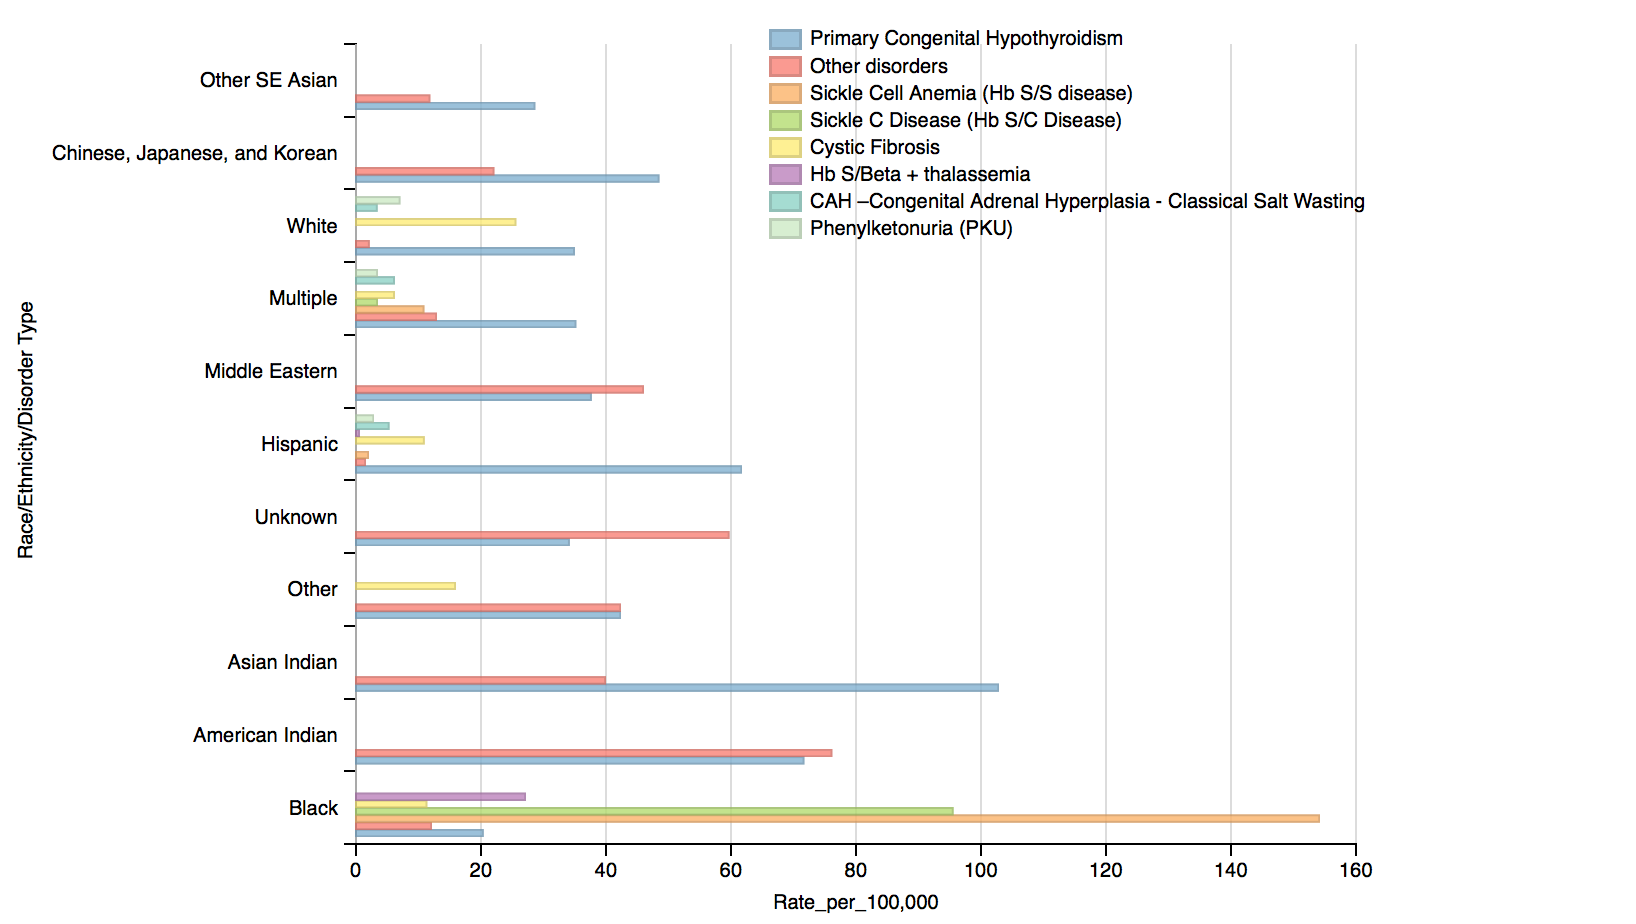 Primary Congenital Hypothyroidism
Other disorders
Sickle Cell Anemia (Hb S/S disease)
Sickle C Disease (Hb S/C Disease)
Cystic Fibrosis
Hb S/Beta + thalassemia
CAH –Congenital Adrenal Hyperplasia - Classical Salt Wasting
Phenylketonuria (PKU)
Race/Ethnicity/Disorder Type
Other SE Asian
Chinese, Japanese, and Korean
White
Multiple
Middle Eastern
Hispanic
Unknown
Other
Asian Indian
American Indian
Black
0 20 40 60 80 100 120 140 160
Rate_per_100,000